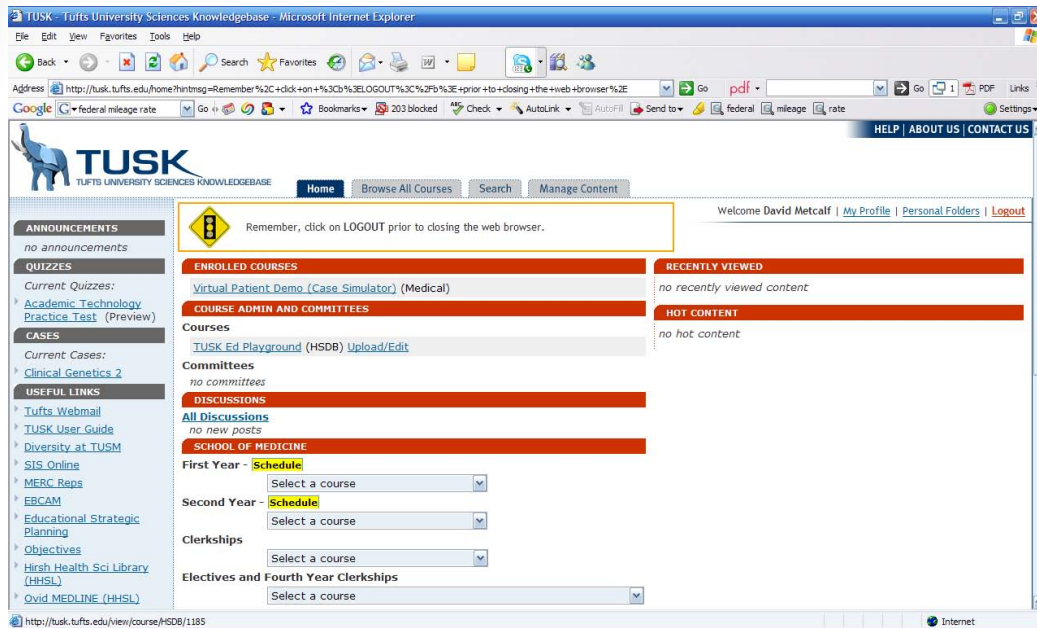 TUSK - Tufts University Sciences Knowledgebase - Microsoft Internet Explorer
File Edit View Favorites Tools Help
Back Search Favorites
Address http://tusk.tufts.edu/home?hintmsg=Remember%2C+click+on+%3Cb%3ELOGOUT%3C%2Fb%3E+prior+to+closing+the+web+browser%2E Go pdf Go 1 PDF Links
Google G federal mileage rate Go Bookmarks 203 blocked Check AutoLink AutoFill Send to federal mileage rate Settings
HELP | ABOUT US | CONTACT US
TUSK
TUFTS UNIVERSITY SCIENCES KNOWLEDGEBASE
Home Browse All Courses Search Manage Content
Welcome David Metcalf | My Profile | Personal Folders | Logout
Remember, click on LOGOUT prior to closing the web browser.
ANNOUNCEMENTS
no announcements
QUIZZES
Current Quizzes:
Academic Technology
Practice Test (Preview)
CASES
Current Cases:
Clinical Genetics 2
USEFUL LINKS
Tufts Webmail
TUSK User Guide
Diversity at TUSM
SIS Online
MERC Reps
EBCAM
Educational Strategic
Planning
Objectives
Hirsh Health Sci Library
(HHSL)
Ovid MEDLINE (HHSL)
ENROLLED COURSES
Virtual Patient Demo (Case Simulator) (Medical)
COURSE ADMIN AND COMMITTEES
Courses
TUSK Ed Playground (HSDB) Upload/Edit
Committees
no committees
DISCUSSIONS
All Discussions
no new posts
SCHOOL OF MEDICINE
First Year - Schedule
Select a course
Second Year - Schedule
Select a course
Clerkships
Select a course
Electives and Fourth Year Clerkships
Select a course
RECENTLY VIEWED
no recently viewed content
HOT CONTENT
no hot content
http://tusk.tufts.edu/view/course/HSDB/1185 Internet